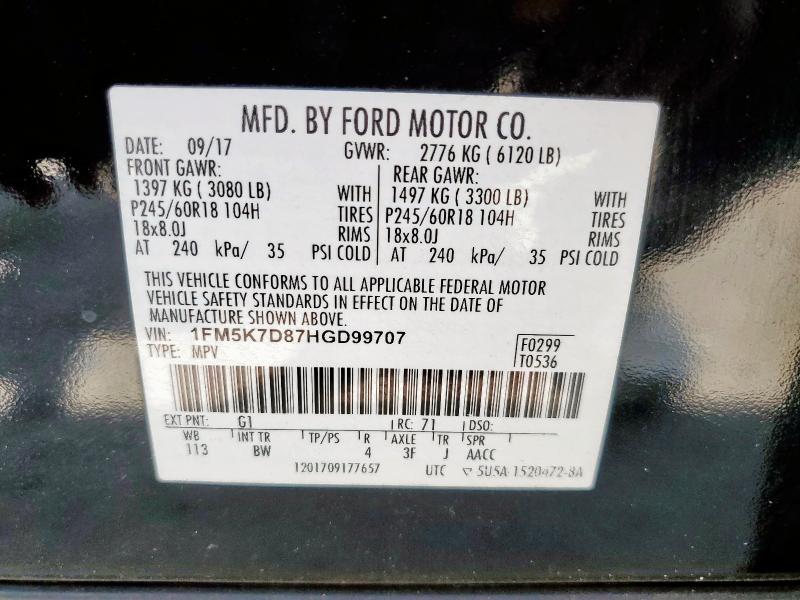 MFD. BY FORD MOTOR CO.
DATE: 09/17 GVWR: 2776 KG ( 6120 LB)
FRONT GAWR: REAR GAWR:
1397 KG ( 3080 LB) WITH 1497 KG ( 3300 LB) WITH
P245/60R18 104H TIRES P245/60R18 104H TIRES
18x8.0J RIMS 18x8.0J RIMS
AT 240 kPa/ 35 PSI COLD AT 240 kPa/ 35 PSI COLD
THIS VEHICLE CONFORMS TO ALL APPLICABLE FEDERAL MOTOR
VEHICLE SAFETY STANDARDS IN EFFECT ON THE DATE OF
MANUFACTURE SHOWN ABOVE.
VIN: 1FM5K7D87HGD99707 F0299
TYPE: MPV T0536
EXT PNT: G1 RC: 71 DSO:
WB INT TR TP/PS R AXLE TR SPR
113 BW 4 3F J AACC
1201709177657 UTC 5U5A-1520472-8A